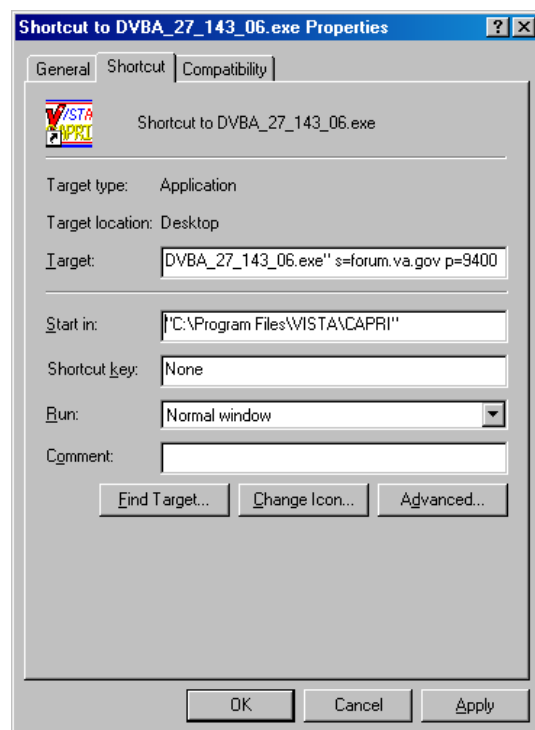 Shortcut to DVBA_27_143_06.exe Properties
General Shortcut Compatibility
VISTA
CAPRI
Shortcut to DVBA_27_143_06.exe
Target type: Application
Target location: Desktop
Target: DVBA_27_143_06.exe" s=forum.va.gov p=9400
Start in: "C:\Program Files\VISTA\CAPRI"
Shortcut key: None
Run: Normal window
Comment:
Find Target... Change Icon... Advanced...
OK Cancel Apply